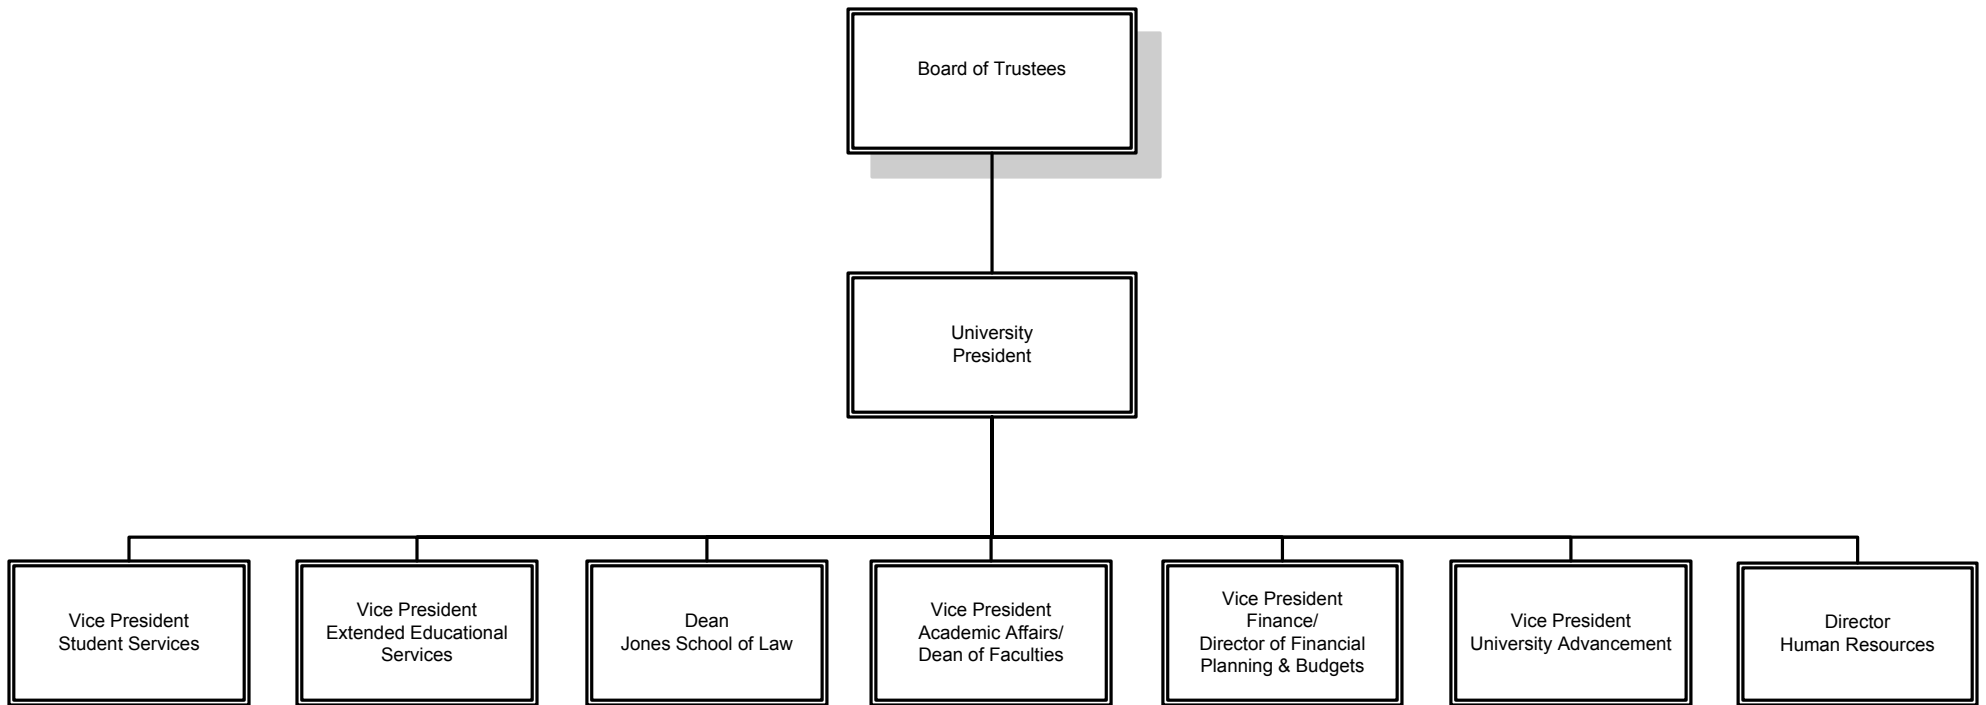 Board of Trustees
University
President
Vice President
Student Services
Vice President
Extended Educational
Services
Dean
Jones School of Law
Vice President
Academic Affairs/
Dean of Faculties
Vice President
Finance/
Director of Financial
Planning & Budgets
Vice President
University Advancement
Director
Human Resources